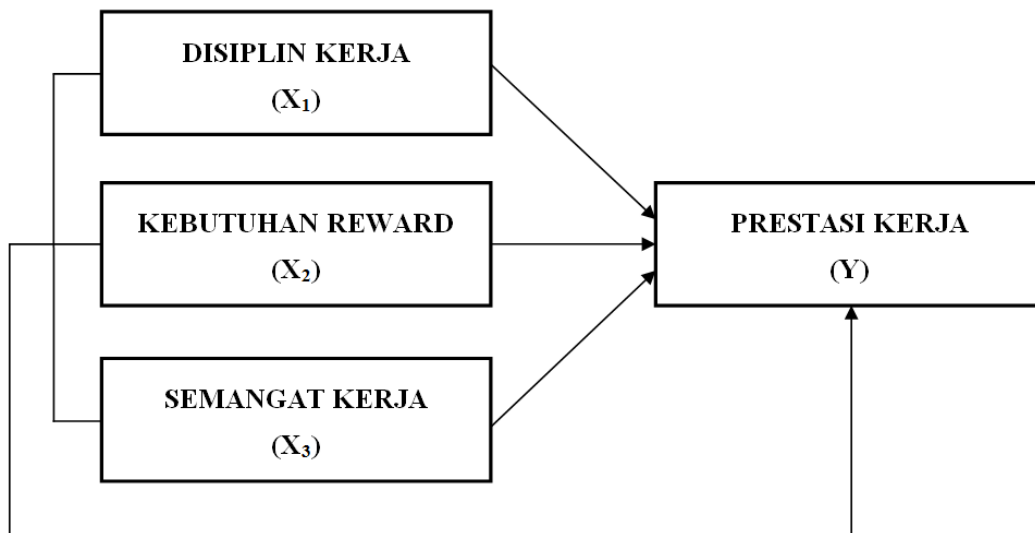 DISIPLIN KERJA
(X₁)
KEBUTUHAN REWARD
(X₂)
SEMANGAT KERJA
(X₃)
PRESTASI KERJA
(Y)